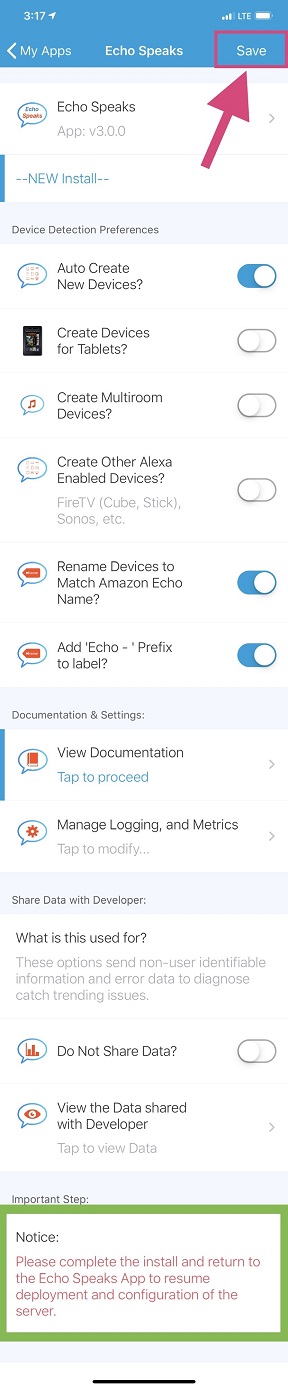 3:17
LTE
My Apps
Echo Speaks
Save
Echo
Speaks
Echo Speaks
App: v3.0.0
--NEW Install--
Device Detection Preferences
Auto Create
New Devices?
Create Devices
for Tablets?
Create Multiroom
Devices?
Create Other Alexa
Enabled Devices?
FireTV (Cube, Stick),
Sonos, etc.
Rename Devices to
Match Amazon Echo
Name?
Add 'Echo - ' Prefix
to label?
Documentation & Settings:
View Documentation
Tap to proceed
Manage Logging, and Metrics
Tap to modify...
Share Data with Developer:
What is this used for?
These options send non-user identifiable
information and error data to diagnose
catch trending issues.
Do Not Share Data?
View the Data shared
with Developer
Tap to view Data
Important Step:
Notice:
Please complete the install and return to
the Echo Speaks App to resume
deployment and configuration of the
server.